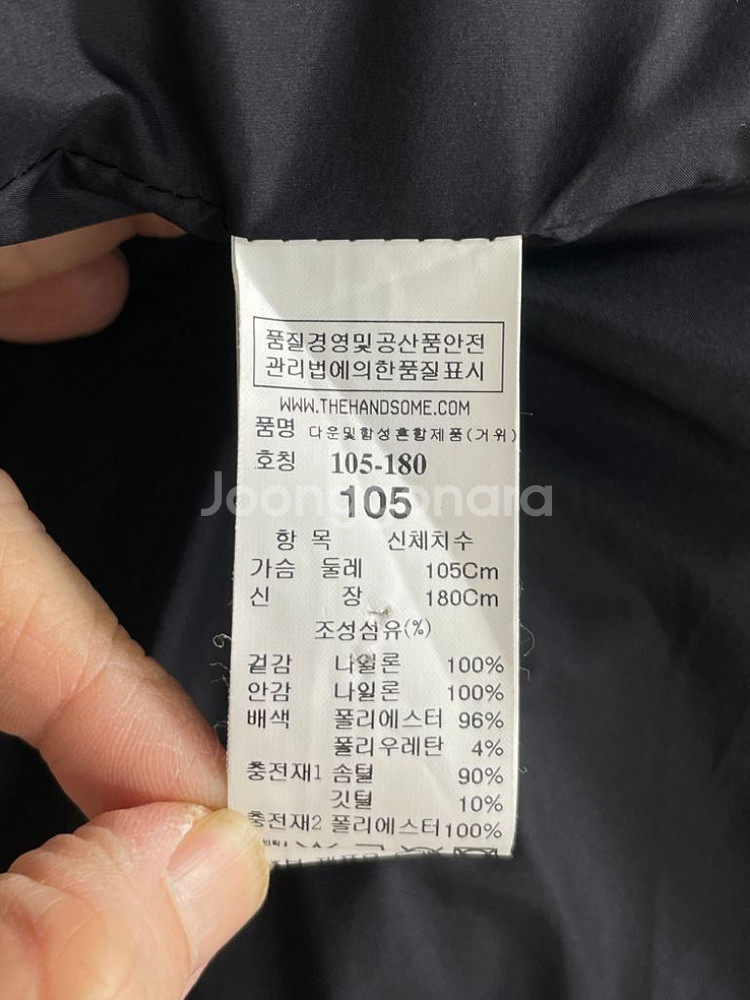 품질경영및공산품안전
관리법에의한품질표시
WWW.THEHANDSOME.COM
품명 다운및합성혼합제품(거위)
호칭 105-180
105
Joonggonara
항 목 신체치수
가슴 둘레 105Cm
신 장 180Cm
조성섬유(%)
겉감 나일론 100%
안감 나일론 100%
배색 폴리에스터 96%
폴리우레탄 4%
충전재1 솜털 90%
깃털 10%
충전재2 폴리에스터100%